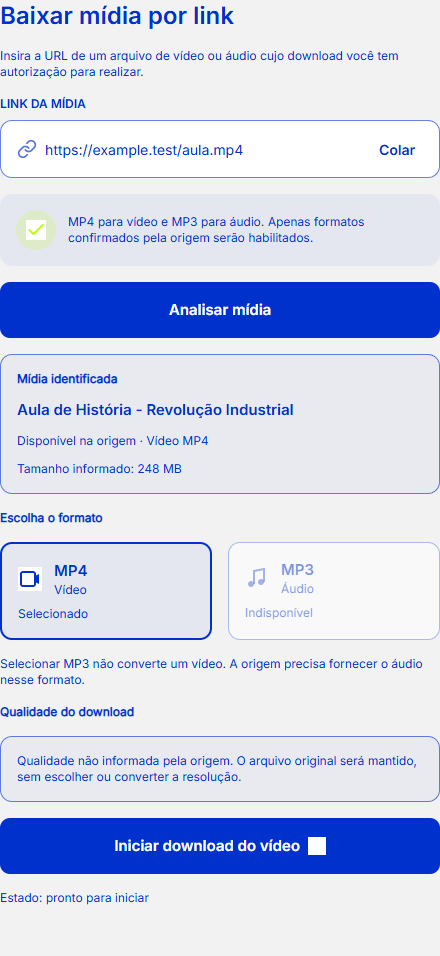 Baixar mídia por link
Insira a URL de um arquivo de vídeo ou áudio cujo download você tem
autorização para realizar.
LINK DA MÍDIA
https://example.test/aula.mp4
Colar
MP4 para vídeo e MP3 para áudio. Apenas formatos
confirmados pela origem serão habilitados.
Analisar mídia
Mídia identificada
Aula de História - Revolução Industrial
Disponível na origem · Vídeo MP4
Tamanho informado: 248 MB
Escolha o formato
MP4
Vídeo
Selecionado
MP3
Áudio
Indisponível
Selecionar MP3 não converte um vídeo. A origem precisa fornecer o áudio
nesse formato.
Qualidade do download
Qualidade não informada pela origem. O arquivo original será mantido,
sem escolher ou converter a resolução.
Iniciar download do vídeo
Estado: pronto para iniciar